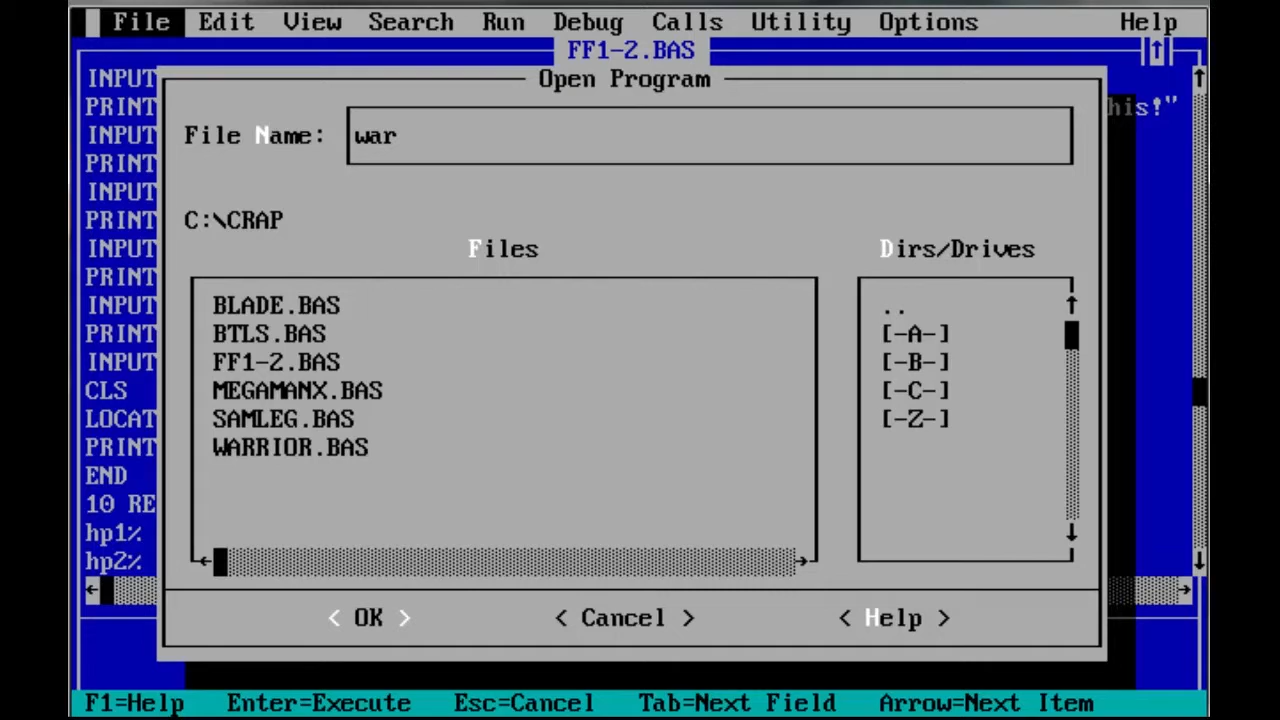 File Edit View Search Run Debug Calls Utility Options Help
FF1-2.BAS
Open Program
INPUT
PRINT his!"
File Name: war
INPUT
PRINT
INPUT
PRINT C:\CRAP
INPUT Files Dirs/Drives
PRINT
INPUT BLADE.BAS ..
PRINT BTLS.BAS [-A-]
INPUT FF1-2.BAS [-B-]
CLS MEGAMANX.BAS [-C-]
LOCAT SAMLEG.BAS [-Z-]
PRINT WARRIOR.BAS
END
10 RE
hp1%
hp2%
< OK > < Cancel > < Help >
F1=Help Enter=Execute Esc=Cancel Tab=Next Field Arrow=Next Item